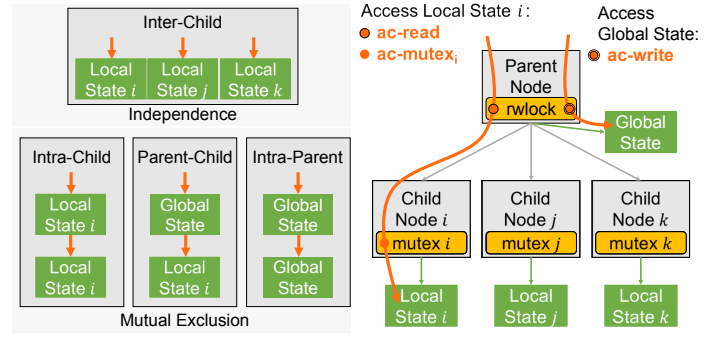 Inter-Child
Local Local Local
State i State j State k
Independence
Intra-Child Parent-Child Intra-Parent
Local Global Global
State i State State
Local Local Global
State i State i State
Mutual Exclusion
Access Local State i:
ac-read
ac-mutexi
Access
Global State:
ac-write
Parent
Node
rwlock
Global
State
Child Child Child
Node i Node j Node k
mutex i mutex j mutex k
Local Local Local
State i State j State k